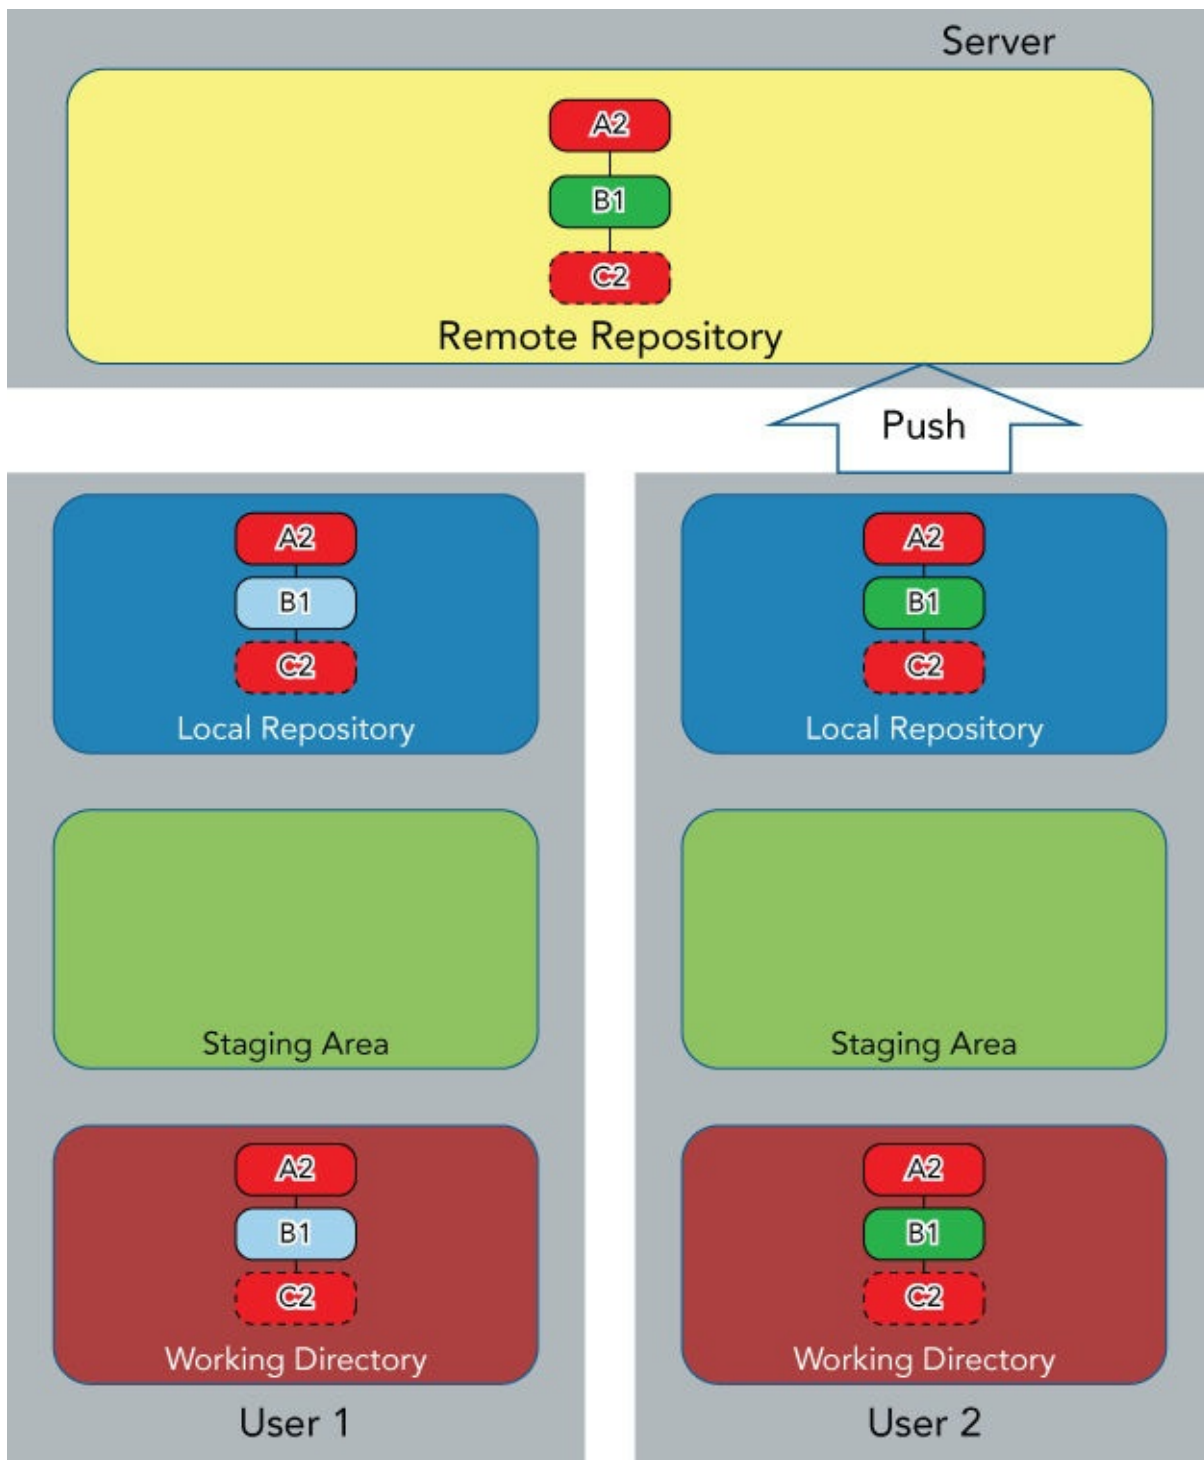 Server
A2
B1
C2
Remote Repository
Push
A2
B1
C2
Local Repository
Staging Area
A2
B1
C2
Working Directory
User 1
A2
B1
C2
Local Repository
Staging Area
A2
B1
C2
Working Directory
User 2